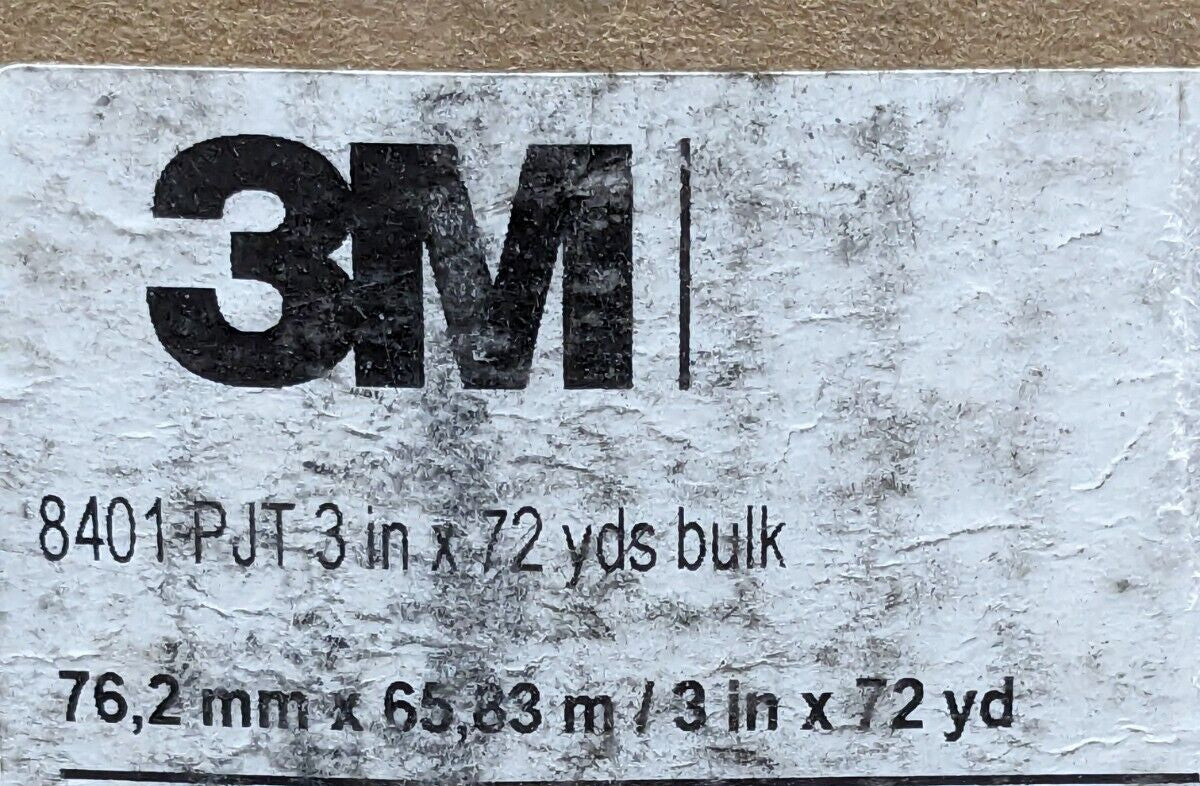 3M
8401 PJT 3 in x 72 yds bulk
76,2 mm x 65,83 m / 3 in x 72 yd